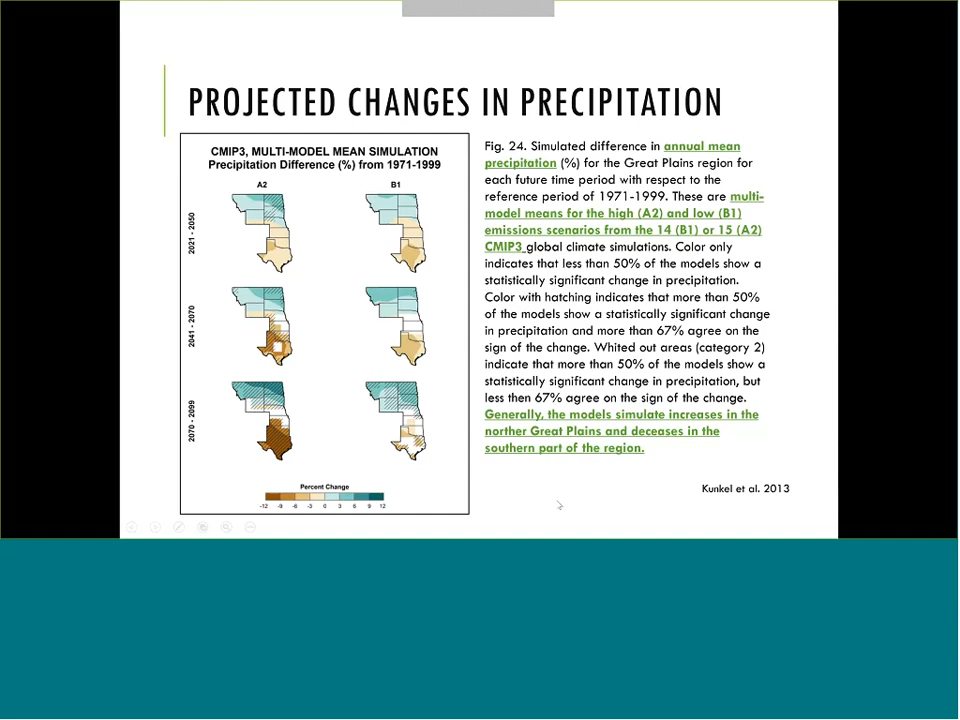 PROJECTED CHANGES IN PRECIPITATION
CMIP3, MULTI-MODEL MEAN SIMULATION
Precipitation Difference (%) from 1971-1999
A2
B1
2021 - 2050
2041 - 2070
2070 - 2099
Percent Change
-12 -9 -6 -3 0 3 6 9 12
Fig. 24. Simulated difference in annual mean
precipitation (%) for the Great Plains region for
each future time period with respect to the
reference period of 1971-1999. These are multi-
model means for the high (A2) and low (B1)
emissions scenarios from the 14 (B1) or 15 (A2)
CMIP3 global climate simulations. Color only
indicates that less than 50% of the models show a
statistically significant change in precipitation.
Color with hatching indicates that more than 50%
of the models show a statistically significant change
in precipitation and more than 67% agree on the
sign of the change. Whited out areas (category 2)
indicate that more than 50% of the models show a
statistically significant change in precipitation, but
less then 67% agree on the sign of the change.
Generally, the models simulate increases in the
norther Great Plains and deceases in the
southern part of the region.
Kunkel et al. 2013